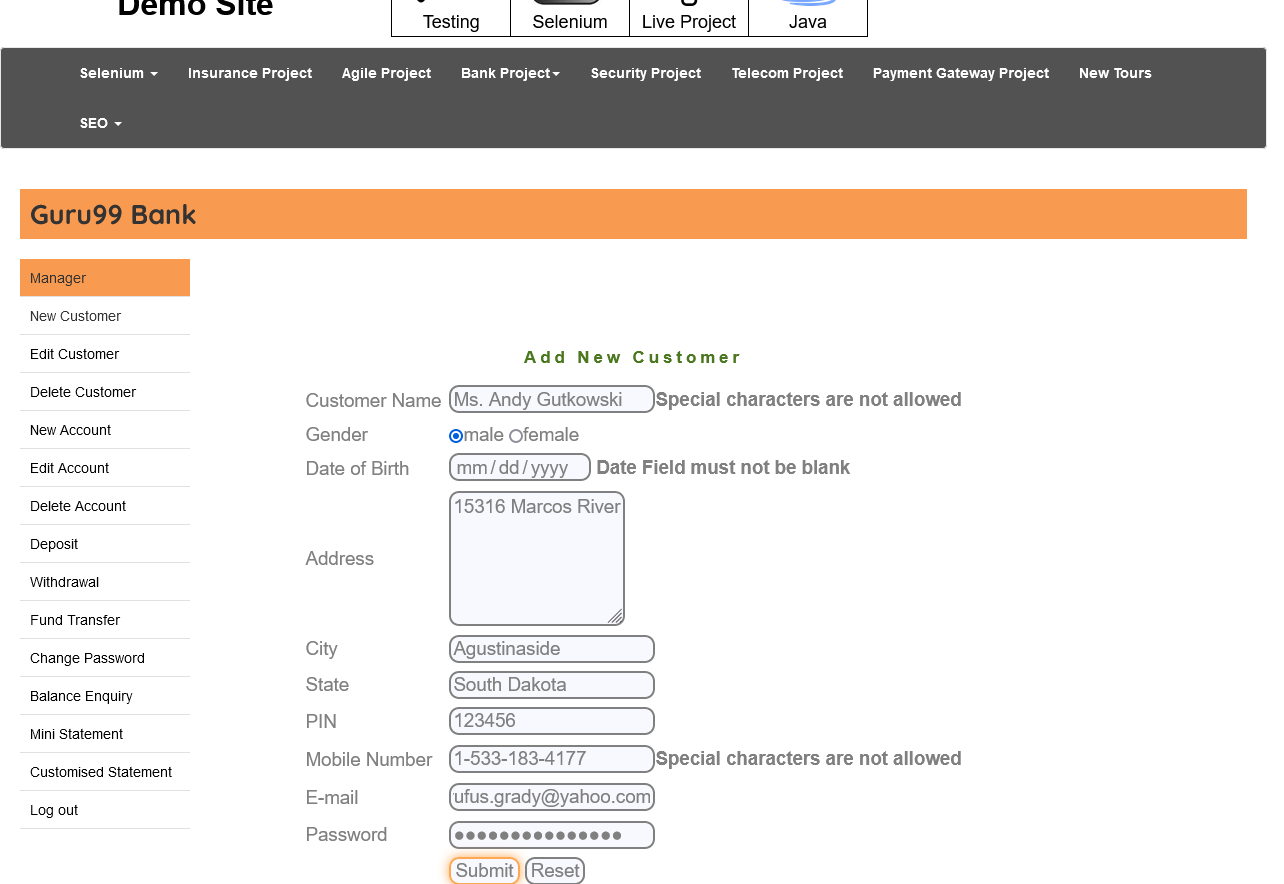 Demo Site
Testing Selenium Live Project Java
Selenium Insurance Project Agile Project Bank Project Security Project Telecom Project Payment Gateway Project New Tours
SEO
Guru99 Bank
Manager
New Customer
Edit Customer
Delete Customer
New Account
Edit Account
Delete Account
Deposit
Withdrawal
Fund Transfer
Change Password
Balance Enquiry
Mini Statement
Customised Statement
Log out
Add New Customer
Customer Name Ms. Andy Gutkowski Special characters are not allowed
Gender male female
Date of Birth mm/dd/yyyy Date Field must not be blank
Address 15316 Marcos River
City Agustinaside
State South Dakota
PIN 123456
Mobile Number 1-533-183-4177 Special characters are not allowed
E-mail ufus.grady@yahoo.com
Password •••••••••••••••
Submit Reset